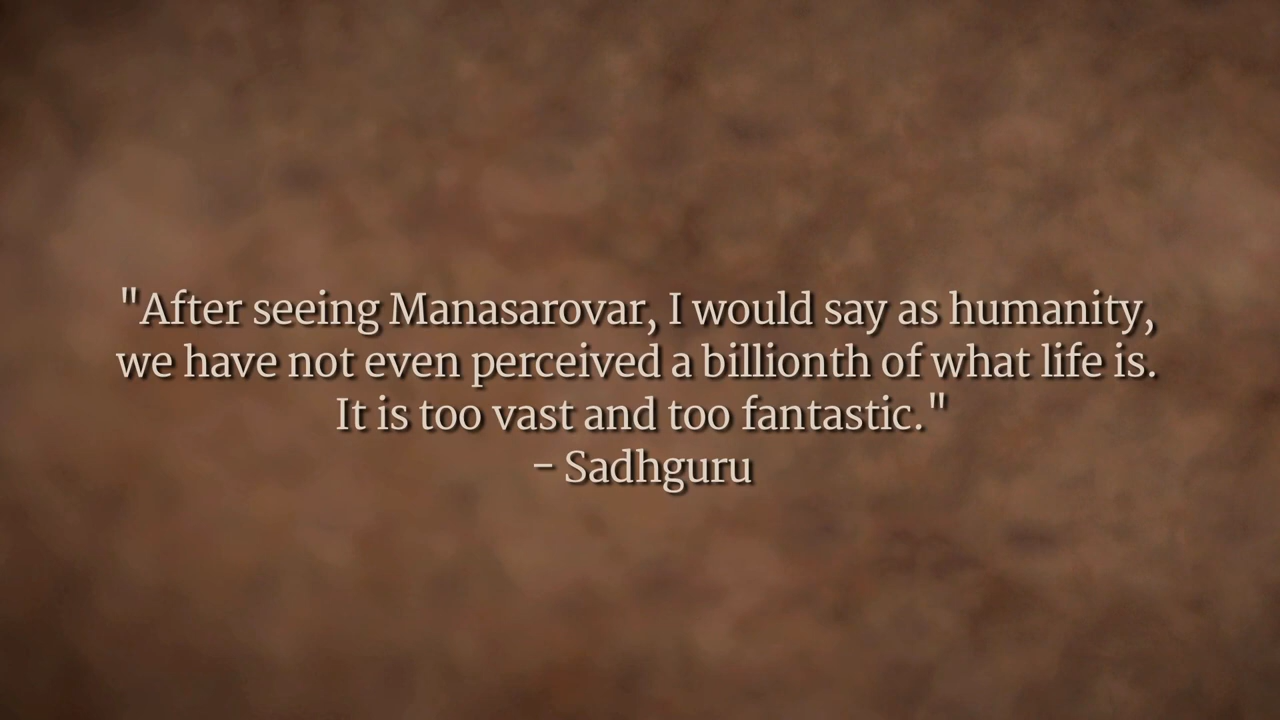 "After seeing Manasarovar, I would say as humanity,
we have not even perceived a billionth of what life is.
It is too vast and too fantastic."
- Sadhguru